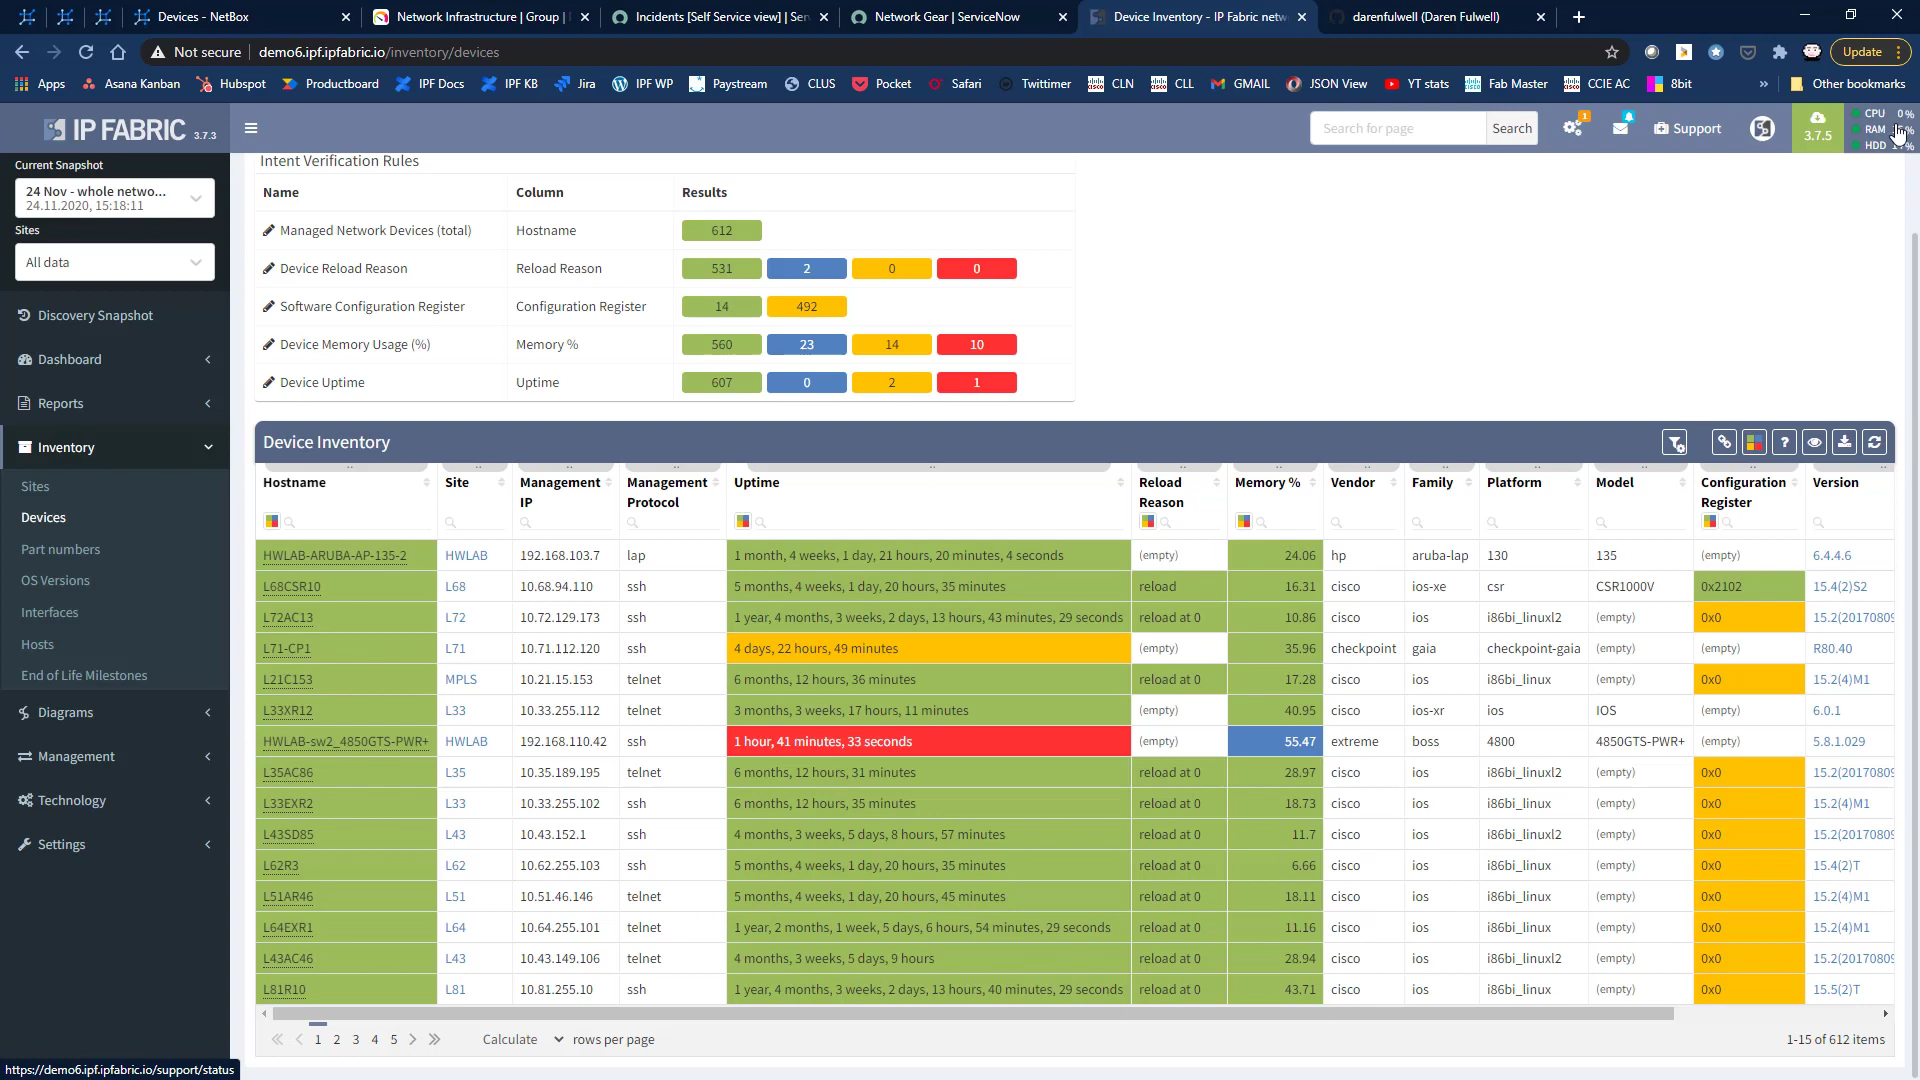 Devices - NetBox
Network Infrastructure | Group |
Incidents [Self Service view] | Ser
Network Gear | ServiceNow
Device Inventory - IP Fabric netw
darenfulwell (Daren Fulwell)
Not secure
demo6.ipf.ipfabric.io/inventory/devices
Update
Apps
Asana Kanban
Hubspot
Productboard
IPF Docs
IPF KB
Jira
IPF WP
Paystream
CLUS
Pocket
Safari
Twittimer
CLN
CLL
GMAIL
JSON View
YT stats
Fab Master
CCIE AC
8bit
Other bookmarks
IP FABRIC 3.7.3
Search for page
Search
1
Support
3.7.5
CPU 0 %
RAM %
HDD %
Current Snapshot
24 Nov - whole netwo...
24.11.2020, 15:18:11
Sites
All data
Discovery Snapshot
Dashboard
Reports
Inventory
Sites
Devices
Part numbers
OS Versions
Interfaces
Hosts
End of Life Milestones
Diagrams
Management
Technology
Settings
Intent Verification Rules
Name Column Results
Managed Network Devices (total) Hostname 612
Device Reload Reason Reload Reason 531 2 0 0
Software Configuration Register Configuration Register 14 492
Device Memory Usage (%) Memory % 560 23 14 10
Device Uptime Uptime 607 0 2 1
Device Inventory
Hostname Site Management IP Management Protocol Uptime Reload Reason Memory % Vendor Family Platform Model Configuration Register Version
HWLAB-ARUBA-AP-135-2 HWLAB 192.168.103.7 lap 1 month, 4 weeks, 1 day, 21 hours, 20 minutes, 4 seconds (empty) 24.06 hp aruba-lap 130 135 (empty) 6.4.4.6
L68CSR10 L68 10.68.94.110 ssh 5 months, 4 weeks, 1 day, 20 hours, 35 minutes reload 16.31 cisco ios-xe csr CSR1000V 0x2102 15.4(2)S2
L72AC13 L72 10.72.129.173 ssh 1 year, 4 months, 3 weeks, 2 days, 13 hours, 43 minutes, 29 seconds reload at 0 10.86 cisco ios i86bi_linuxl2 (empty) 0x0 15.2(20170809
L71-CP1 L71 10.71.112.120 ssh 4 days, 22 hours, 49 minutes (empty) 35.96 checkpoint gaia checkpoint-gaia (empty) (empty) R80.40
L21C153 MPLS 10.21.15.153 telnet 6 months, 12 hours, 36 minutes reload at 0 17.28 cisco ios i86bi_linux (empty) 0x0 15.2(4)M1
L33XR12 L33 10.33.255.112 telnet 3 months, 3 weeks, 17 hours, 11 minutes (empty) 40.95 cisco ios-xr ios IOS (empty) 6.0.1
HWLAB-sw2_4850GTS-PWR+ HWLAB 192.168.110.42 ssh 1 hour, 41 minutes, 33 seconds (empty) 55.47 extreme boss 4800 4850GTS-PWR+ (empty) 5.8.1.029
L35AC86 L35 10.35.189.195 telnet 6 months, 12 hours, 31 minutes reload at 0 28.97 cisco ios i86bi_linuxl2 (empty) 0x0 15.2(20170809
L33EXR2 L33 10.33.255.102 ssh 6 months, 12 hours, 35 minutes reload at 0 18.73 cisco ios i86bi_linux (empty) 0x0 15.2(4)M1
L43SD85 L43 10.43.152.1 ssh 4 months, 3 weeks, 5 days, 8 hours, 57 minutes reload at 0 11.7 cisco ios i86bi_linuxl2 (empty) 0x0 15.2(20170809
L62R3 L62 10.62.255.103 ssh 5 months, 4 weeks, 1 day, 20 hours, 35 minutes reload at 0 6.66 cisco ios i86bi_linux (empty) 0x0 15.4(2)T
L51AR46 L51 10.51.46.146 telnet 5 months, 4 weeks, 1 day, 20 hours, 45 minutes reload at 0 18.11 cisco ios i86bi_linux (empty) 0x0 15.2(4)M1
L64EXR1 L64 10.64.255.101 telnet 1 year, 2 months, 1 week, 5 days, 6 hours, 54 minutes, 29 seconds reload at 0 11.16 cisco ios i86bi_linux (empty) 0x0 15.2(4)M1
L43AC46 L43 10.43.149.106 telnet 4 months, 3 weeks, 5 days, 9 hours reload at 0 28.94 cisco ios i86bi_linuxl2 (empty) 0x0 15.2(20170809
L81R10 L81 10.81.255.10 ssh 1 year, 4 months, 3 weeks, 2 days, 13 hours, 40 minutes, 29 seconds reload at 0 43.71 cisco ios i86bi_linux (empty) 0x0 15.5(2)T
1 2 3 4 5 Calculate rows per page 1-15 of 612 items
https://demo6.ipf.ipfabric.io/support/status